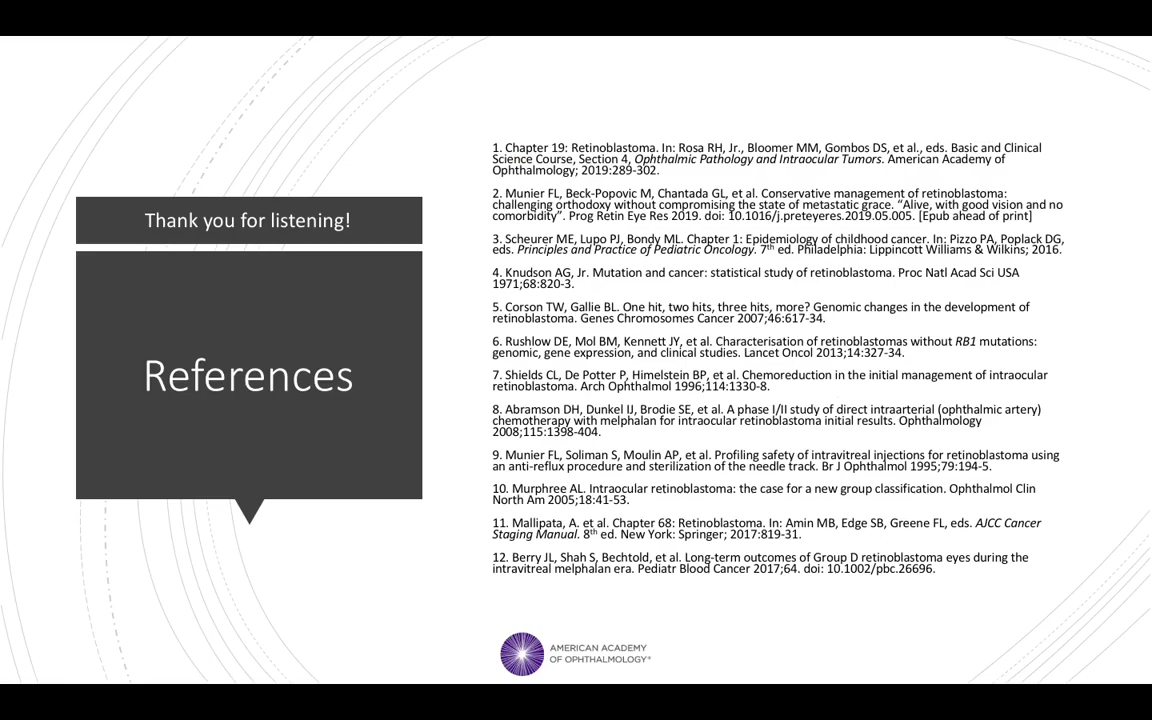 Thank you for listening!
References
1. Chapter 19: Retinoblastoma. In: Rosa RH, Jr., Bloomer MM, Gombos DS, et al., eds. Basic and Clinical
Science Course, Section 4, Ophthalmic Pathology and Intraocular Tumors. American Academy of
Ophthalmology; 2019:289-302.
2. Munier FL, Beck-Popovic M, Chantada GL, et al. Conservative management of retinoblastoma:
challenging orthodoxy without compromising the state of metastatic grace. “Alive, with good vision and no
comorbidity”. Prog Retin Eye Res 2019. doi: 10.1016/j.preteyeres.2019.05.005. [Epub ahead of print]
3. Scheurer ME, Lupo PJ, Bondy ML. Chapter 1: Epidemiology of childhood cancer. In: Pizzo PA, Poplack DG,
eds. Principles and Practice of Pediatric Oncology. 7th ed. Philadelphia: Lippincott Williams & Wilkins; 2016.
4. Knudson AG, Jr. Mutation and cancer: statistical study of retinoblastoma. Proc Natl Acad Sci USA
1971;68:820-3.
5. Corson TW, Gallie BL. One hit, two hits, three hits, more? Genomic changes in the development of
retinoblastoma. Genes Chromosomes Cancer 2007;46:617-34.
6. Rushlow DE, Mol BM, Kennett JY, et al. Characterisation of retinoblastomas without RB1 mutations:
genomic, gene expression, and clinical studies. Lancet Oncol 2013;14:327-34.
7. Shields CL, De Potter P, Himelstein BP, et al. Chemoreduction in the initial management of intraocular
retinoblastoma. Arch Ophthalmol 1996;114:1330-8.
8. Abramson DH, Dunkel IJ, Brodie SE, et al. A phase I/II study of direct intraarterial (ophthalmic artery)
chemotherapy with melphalan for intraocular retinoblastoma initial results. Ophthalmology
2008;115:1398-404.
9. Munier FL, Soliman S, Moulin AP, et al. Profiling safety of intravitreal injections for retinoblastoma using
an anti-reflux procedure and sterilization of the needle track. Br J Ophthalmol 1995;79:194-5.
10. Murphree AL. Intraocular retinoblastoma: the case for a new group classification. Ophthalmol Clin
North Am 2005;18:41-53.
11. Mallipata, A. et al. Chapter 68: Retinoblastoma. In: Amin MB, Edge SB, Greene FL, eds. AJCC Cancer
Staging Manual. 8th ed. New York: Springer; 2017:819-31.
12. Berry JL, Shah S, Bechtold, et al. Long-term outcomes of Group D retinoblastoma eyes during the
intravitreal melphalan era. Pediatr Blood Cancer 2017;64. doi: 10.1002/pbc.26696.
AMERICAN ACADEMY
OF OPHTHALMOLOGY®